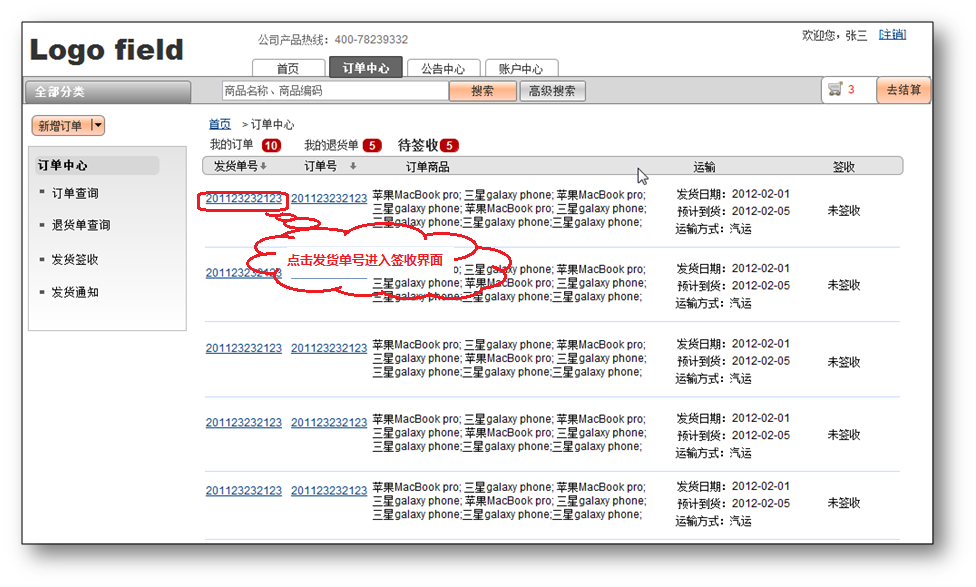 Logo field
公司产品热线：400-78239332
欢迎您，张三 [注销]
首页 订单中心 公告中心 账户中心
全部分类 商品名称、商品编码 搜索 高级搜索 3 去结算
新增订单
首页 >订单中心
我的订单 10 我的退货单 5 待签收 5
订单中心
订单查询
退货单查询
发货签收
发货通知
发货单号 订单号 订单商品 运输 签收
201123232123 201123232123 苹果MacBook pro; 三星galaxy phone; 苹果MacBook pro;
三星galaxy phone; 苹果MacBook pro; 三星galaxy phone;
三星galaxy phone;三星galaxy phone;三星galaxy phone;
发货日期：2012-02-01
预计到货：2012-02-05
运输方式：汽运
未签收
点击发货单号进入签收界面
201123232123 o; 三星galaxy phone; 苹果MacBook pro;
三星galaxy phone; 苹果MacBook pro; 三星galaxy phone;
三星galaxy phone;三星galaxy phone;三星galaxy phone;
发货日期：2012-02-01
预计到货：2012-02-05
运输方式：汽运
未签收
201123232123 201123232123 苹果MacBook pro; 三星galaxy phone; 苹果MacBook pro;
三星galaxy phone; 苹果MacBook pro; 三星galaxy phone;
三星galaxy phone;三星galaxy phone;三星galaxy phone;
发货日期：2012-02-01
预计到货：2012-02-05
运输方式：汽运
未签收
201123232123 201123232123 苹果MacBook pro; 三星galaxy phone; 苹果MacBook pro;
三星galaxy phone; 苹果MacBook pro; 三星galaxy phone;
三星galaxy phone;三星galaxy phone;三星galaxy phone;
发货日期：2012-02-01
预计到货：2012-02-05
运输方式：汽运
未签收
201123232123 201123232123 苹果MacBook pro; 三星galaxy phone; 苹果MacBook pro;
三星galaxy phone; 苹果MacBook pro; 三星galaxy phone;
三星galaxy phone;三星galaxy phone;三星galaxy phone;
发货日期：2012-02-01
预计到货：2012-02-05
运输方式：汽运
未签收